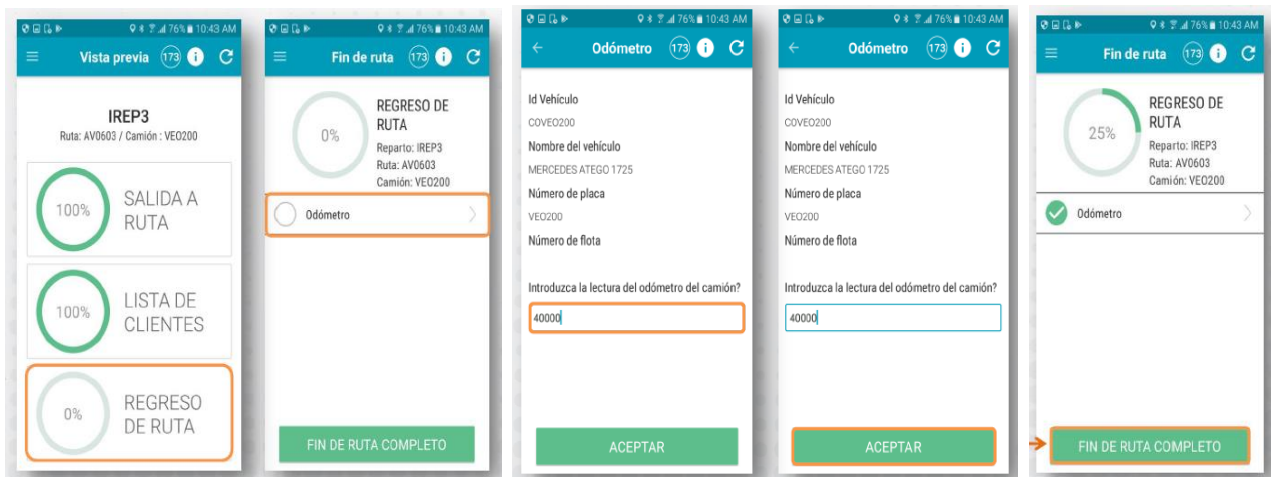 76% 10:43 AM
Vista previa 173 i
IREP3
Ruta: AV0603 / Camión : VEO200
100%
SALIDA A
RUTA
100%
LISTA DE
CLIENTES
0%
REGRESO
DE RUTA
76% 10:43 AM
Fin de ruta 173 i
0%
REGRESO DE
RUTA
Reparto: IREP3
Ruta: AV0603
Camión: VEO200
Odómetro
FIN DE RUTA COMPLETO
76% 10:43 AM
Odómetro 173 i
Id Vehículo
COVEO200
Nombre del vehículo
MERCEDES ATEGO 1725
Número de placa
VEO200
Número de flota
Introduzca la lectura del odómetro del camión?
40000
ACEPTAR
76% 10:43 AM
Odómetro 173 i
Id Vehículo
COVEO200
Nombre del vehículo
MERCEDES ATEGO 1725
Número de placa
VEO200
Número de flota
Introduzca la lectura del odómetro del camión?
40000
ACEPTAR
76% 10:43 AM
Fin de ruta 173 i
25%
REGRESO DE
RUTA
Reparto: IREP3
Ruta: AV0603
Camión: VEO200
Odómetro
FIN DE RUTA COMPLETO